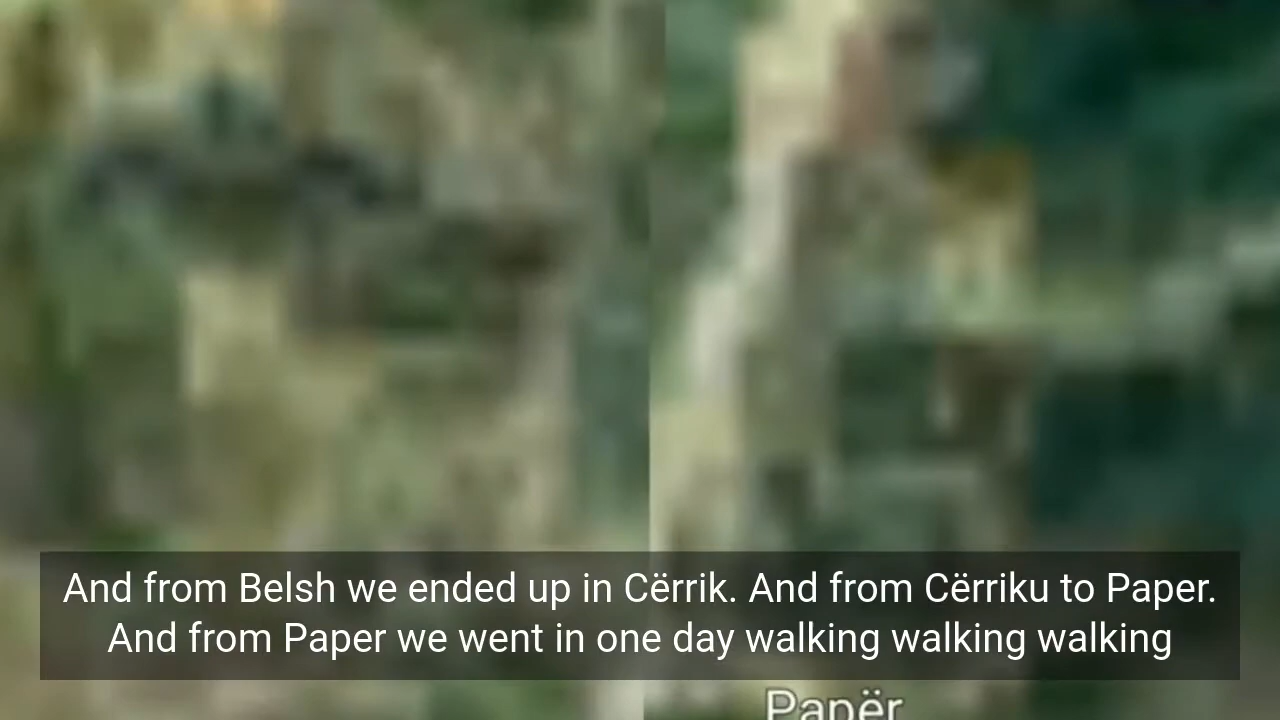 And from Belsh we ended up in Cërrik. And from Cërriku to Paper.
And from Paper we went in one day walking walking walking
Papër